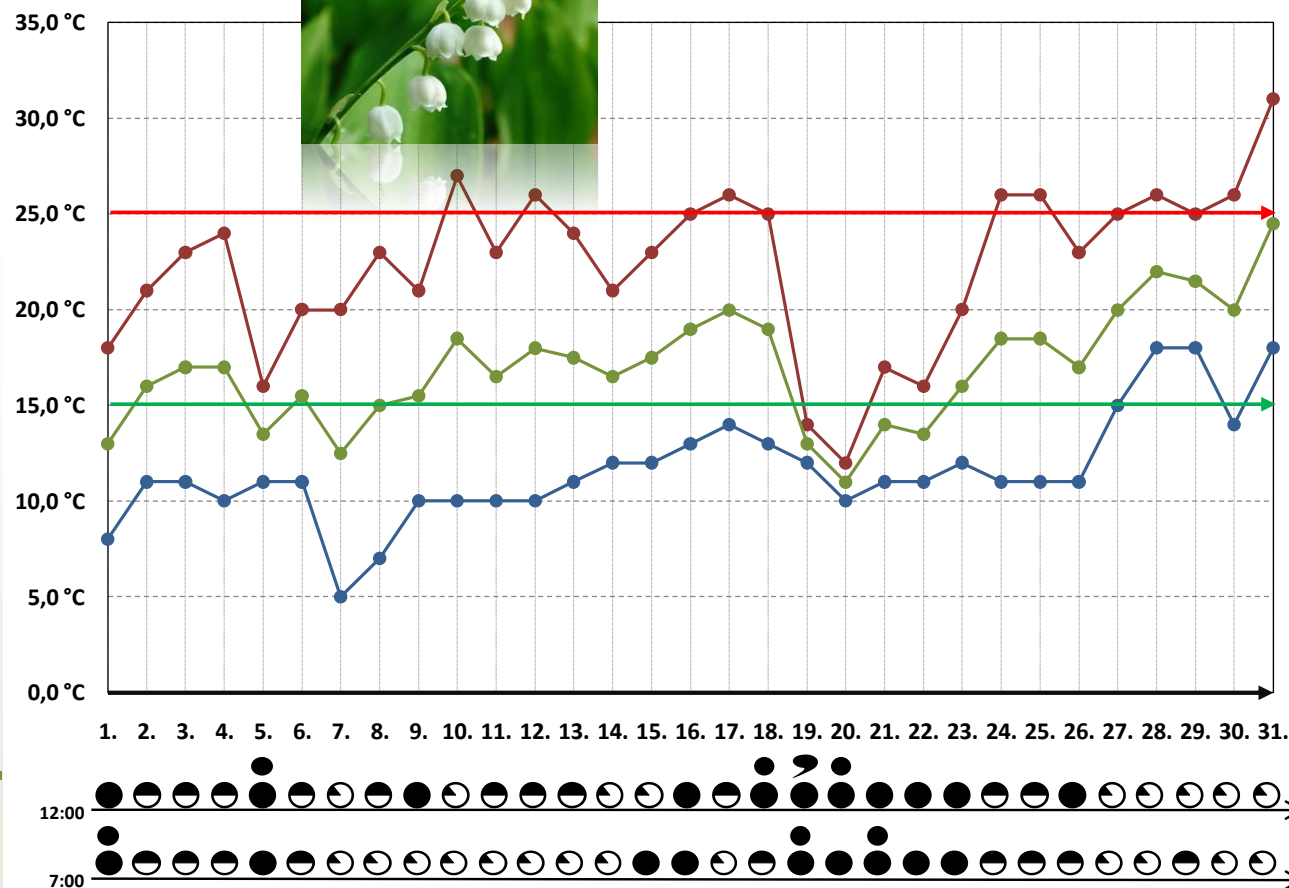 35,0 °C
30,0 °C
25,0 °C
20,0 °C
15,0 °C
10,0 °C
5,0 °C
0,0 °C
1. 2. 3. 4. 5. 6. 7. 8. 9. 10. 11. 12. 13. 14. 15. 16. 17. 18. 19. 20. 21. 22. 23. 24. 25. 26. 27. 28. 29. 30. 31.
12:00
7:00